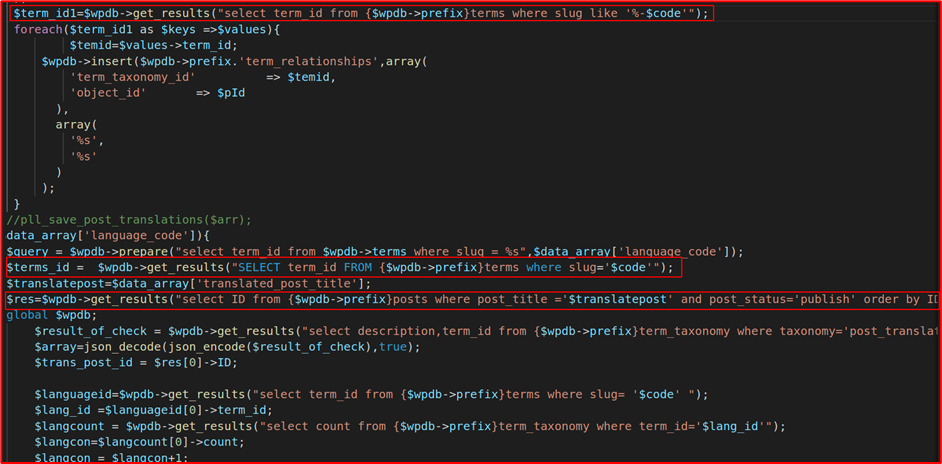 $term_id1=$wpdb->get_results("select term_id from {$wpdb->prefix}terms where slug like '%-$code'");
foreach($term_id1 as $keys =>$values){
$temid=$values->term_id;
$wpdb->insert($wpdb->prefix.'term_relationships',array(
'term_taxonomy_id' => $temid,
'object_id' => $pId
),
array(
'%s',
'%s'
)
);
}
//pll_save_post_translations($arr);
data_array['language_code']){
$query = $wpdb->prepare("select term_id from $wpdb->terms where slug = %s",$data_array['language_code']);
$terms_id = $wpdb->get_results("SELECT term_id FROM {$wpdb->prefix}terms where slug='$code'");
$translatepost=$data_array['translated_post_title'];
$res=$wpdb->get_results("select ID from {$wpdb->prefix}posts where post_title ='$translatepost' and post_status='publish' order by ID
global $wpdb;
$result_of_check = $wpdb->get_results("select description,term_id from {$wpdb->prefix}term_taxonomy where taxonomy='post_translat
$array=json_decode(json_encode($result_of_check),true);
$trans_post_id = $res[0]->ID;
$languageid=$wpdb->get_results("select term_id from {$wpdb->prefix}terms where slug= '$code' ");
$lang_id =$languageid[0]->term_id;
$langcount = $wpdb->get_results("select count from {$wpdb->prefix}term_taxonomy where term_id='$lang_id'");
$langcon=$langcount[0]->count;
$langcon = $langcon+1;